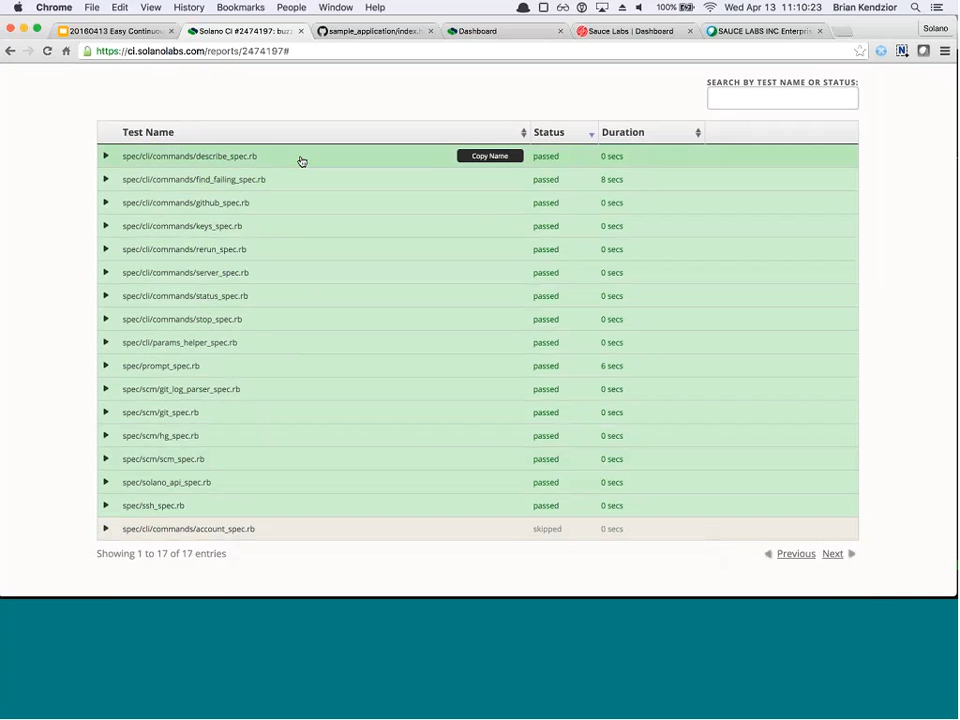 Chrome File Edit View History Bookmarks People Window Help 100% Wed Apr 13 11:10:23 Brian Kendzior
20160413 Easy Continuou Solano CI #2474197: buz sample_application/index.h Dashboard Sauce Labs | Dashboard SAUCE LABS INC Enterpris Solano
https://ci.solanolabs.com/reports/2474197#
SEARCH BY TEST NAME OR STATUS:
Test Name Status Duration
spec/cli/commands/describe_spec.rb Copy Name passed 0 secs
spec/cli/commands/find_failing_spec.rb passed 8 secs
spec/cli/commands/github_spec.rb passed 0 secs
spec/cli/commands/keys_spec.rb passed 0 secs
spec/cli/commands/rerun_spec.rb passed 0 secs
spec/cli/commands/server_spec.rb passed 0 secs
spec/cli/commands/status_spec.rb passed 0 secs
spec/cli/commands/stop_spec.rb passed 0 secs
spec/cli/params_helper_spec.rb passed 0 secs
spec/prompt_spec.rb passed 6 secs
spec/scm/git_log_parser_spec.rb passed 0 secs
spec/scm/git_spec.rb passed 0 secs
spec/scm/hg_spec.rb passed 0 secs
spec/scm/scm_spec.rb passed 0 secs
spec/solano_api_spec.rb passed 0 secs
spec/ssh_spec.rb passed 0 secs
spec/cli/commands/account_spec.rb skipped 0 secs
Showing 1 to 17 of 17 entries Previous Next